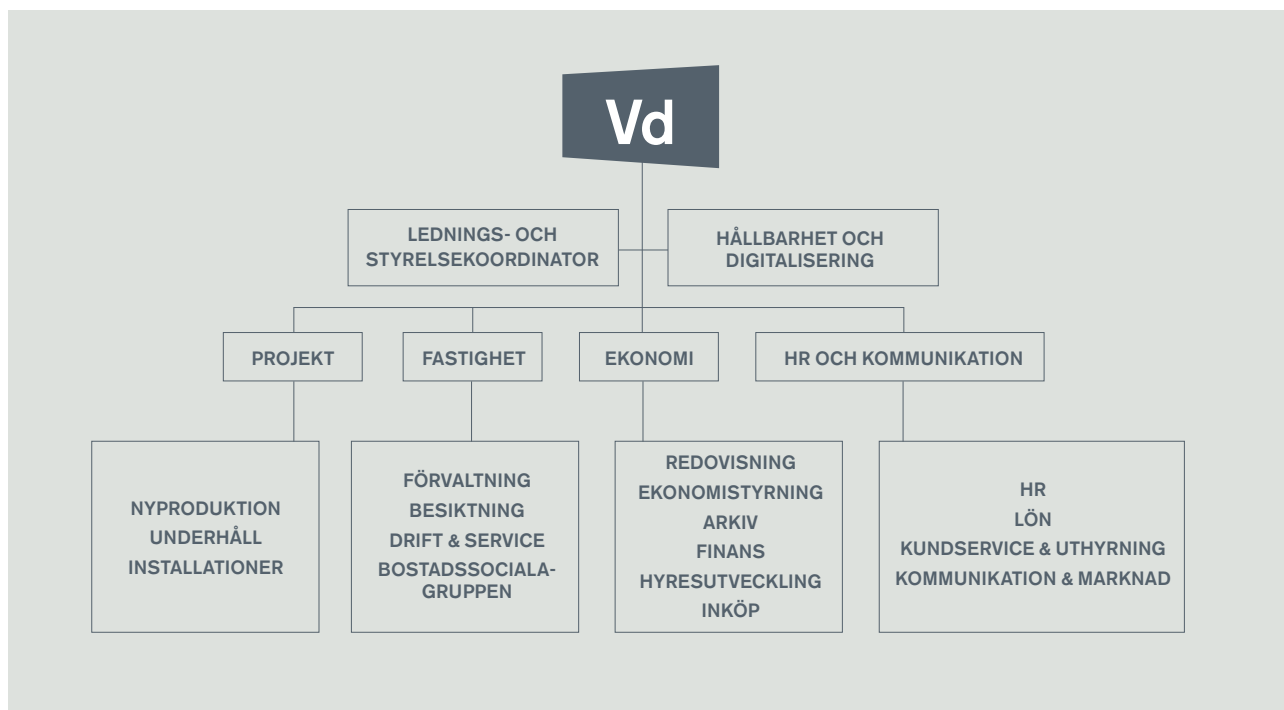 Vd
LEDNINGS- OCH
STYRELSEKOORDINATOR
HÅLLBARHET OCH
DIGITALISERING
PROJEKT
FASTIGHET
EKONOMI
HR OCH KOMMUNIKATION
NYPRODUKTION
UNDERHÅLL
INSTALLATIONER
FÖRVALTNING
BESIKTNING
DRIFT & SERVICE
BOSTADSSOCIALA-
GRUPPEN
REDOVISNING
EKONOMISTYRNING
ARKIV
FINANS
HYRESUTVECKLING
INKÖP
HR
LÖN
KUNDSERVICE & UTHYRNING
KOMMUNIKATION & MARKNAD